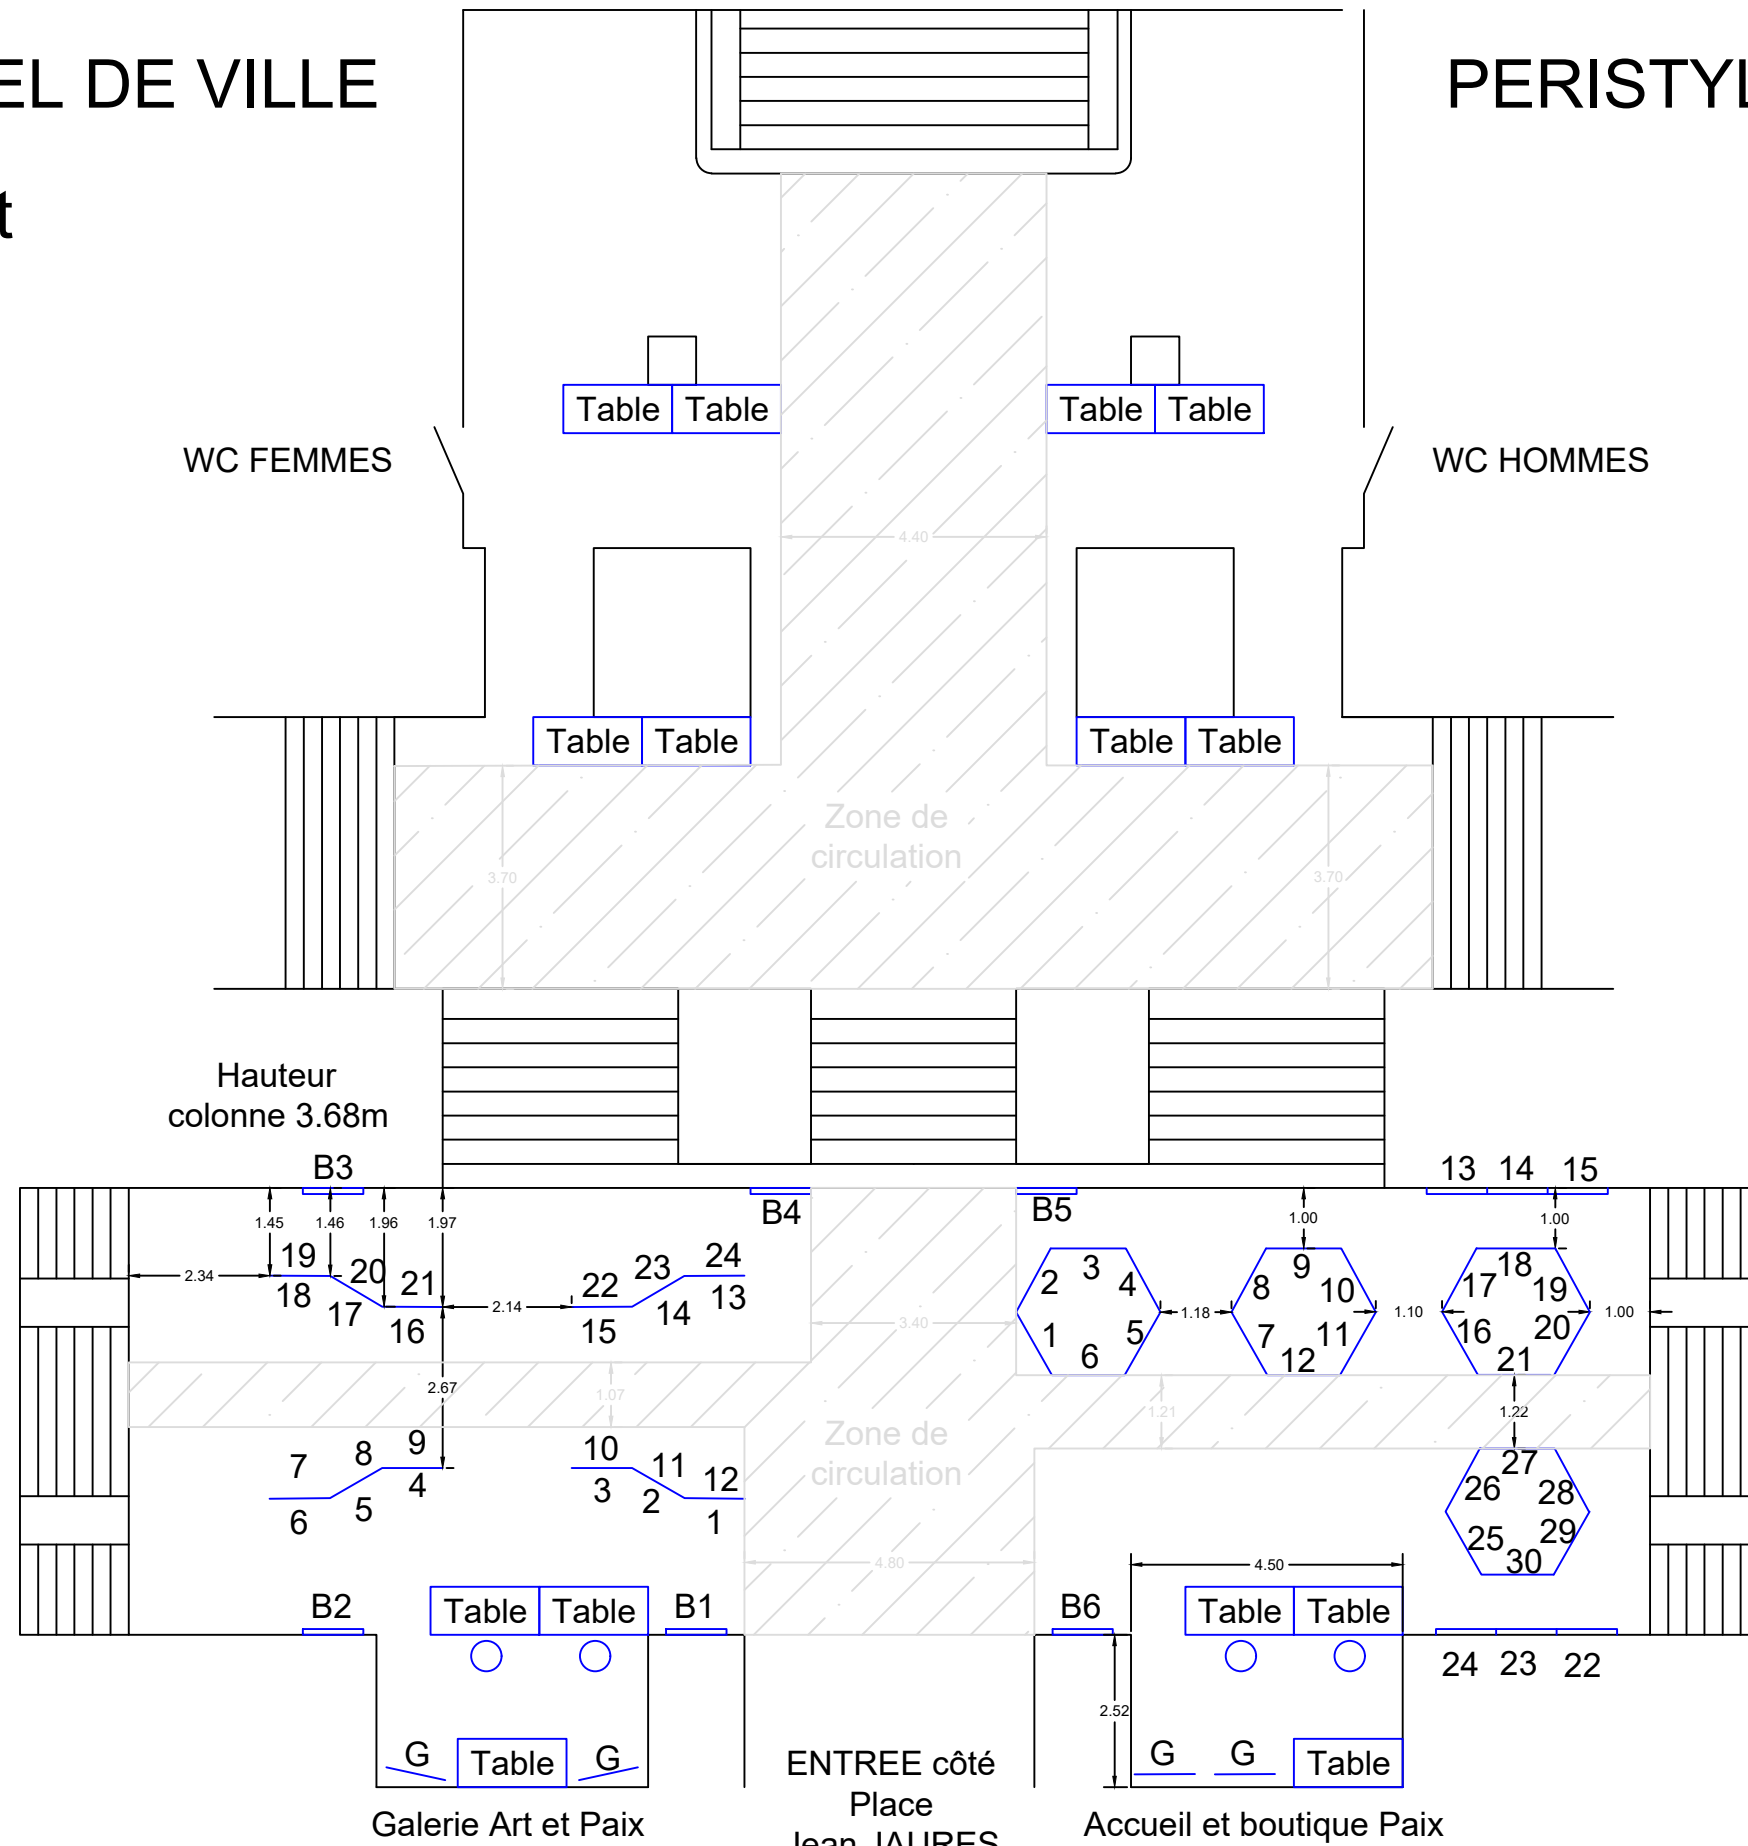 EL DE VILLE
PERISTYL
t
Table Table
Table Table
WC FEMMES
WC HOMMES
4.40
Table Table
Table Table
Zone de
circulation
3.70
3.70
Hauteur
colonne 3.68m
B3
B4
B5
13 14 15
1.45 1.46 1.96 1.97
1.00
1.00
19 20 21
18 17 16
2.34
2.14
22 23 24
15 14 13
3.40
2 3 4
1 6 5
1.18
8 9 10
7 12 11
1.10
17 18 19
16 21 20
1.00
2.67
1.07
1.21
1.22
Zone de
circulation
7 8 9
6 5 4
10 11 12
3 2 1
26 27 28
25 30 29
4.80
4.50
B2
Table Table
B1
B6
Table Table
24 23 22
2.52
G Table G
G G Table
ENTREE côté
Place
Jean JAURES
Galerie Art et Paix
Accueil et boutique Paix